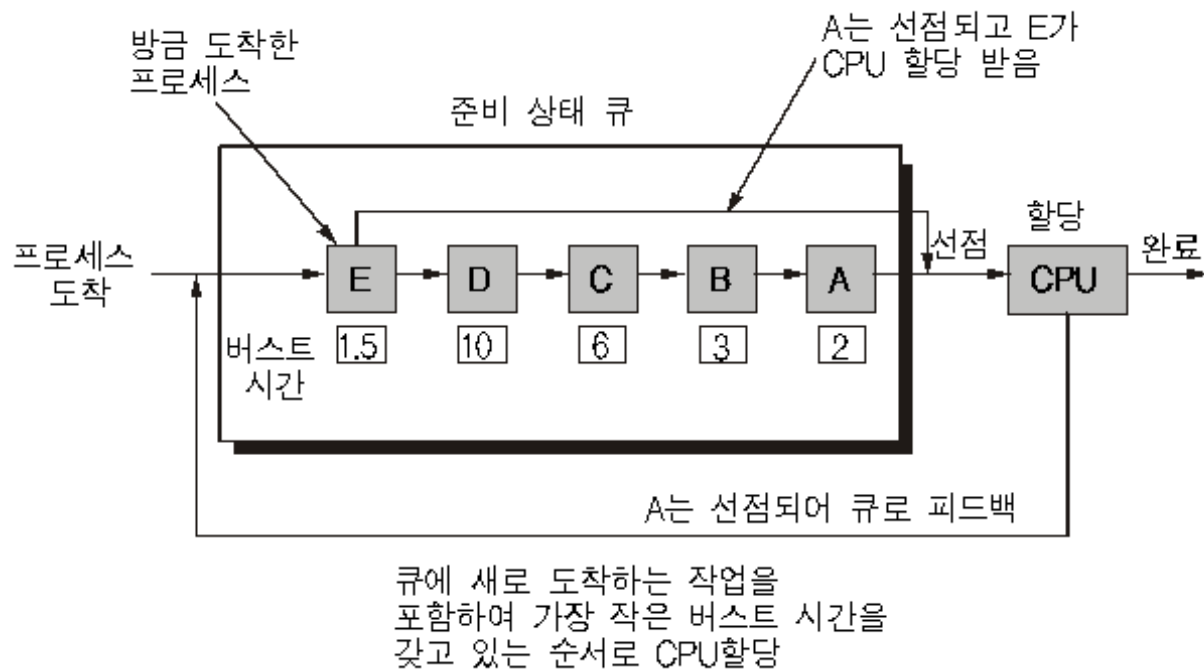 방금 도착한
프로세스
A는 선점되고 E가
CPU 할당 받음
준비 상태 큐
프로세스
도착
E
D
C
B
A
선점
할당
CPU
완료
버스트
시간
1.5
10
6
3
2
A는 선점되어 큐로 피드백
큐에 새로 도착하는 작업을
포함하여 가장 작은 버스트 시간을
갖고 있는 순서로 CPU할당